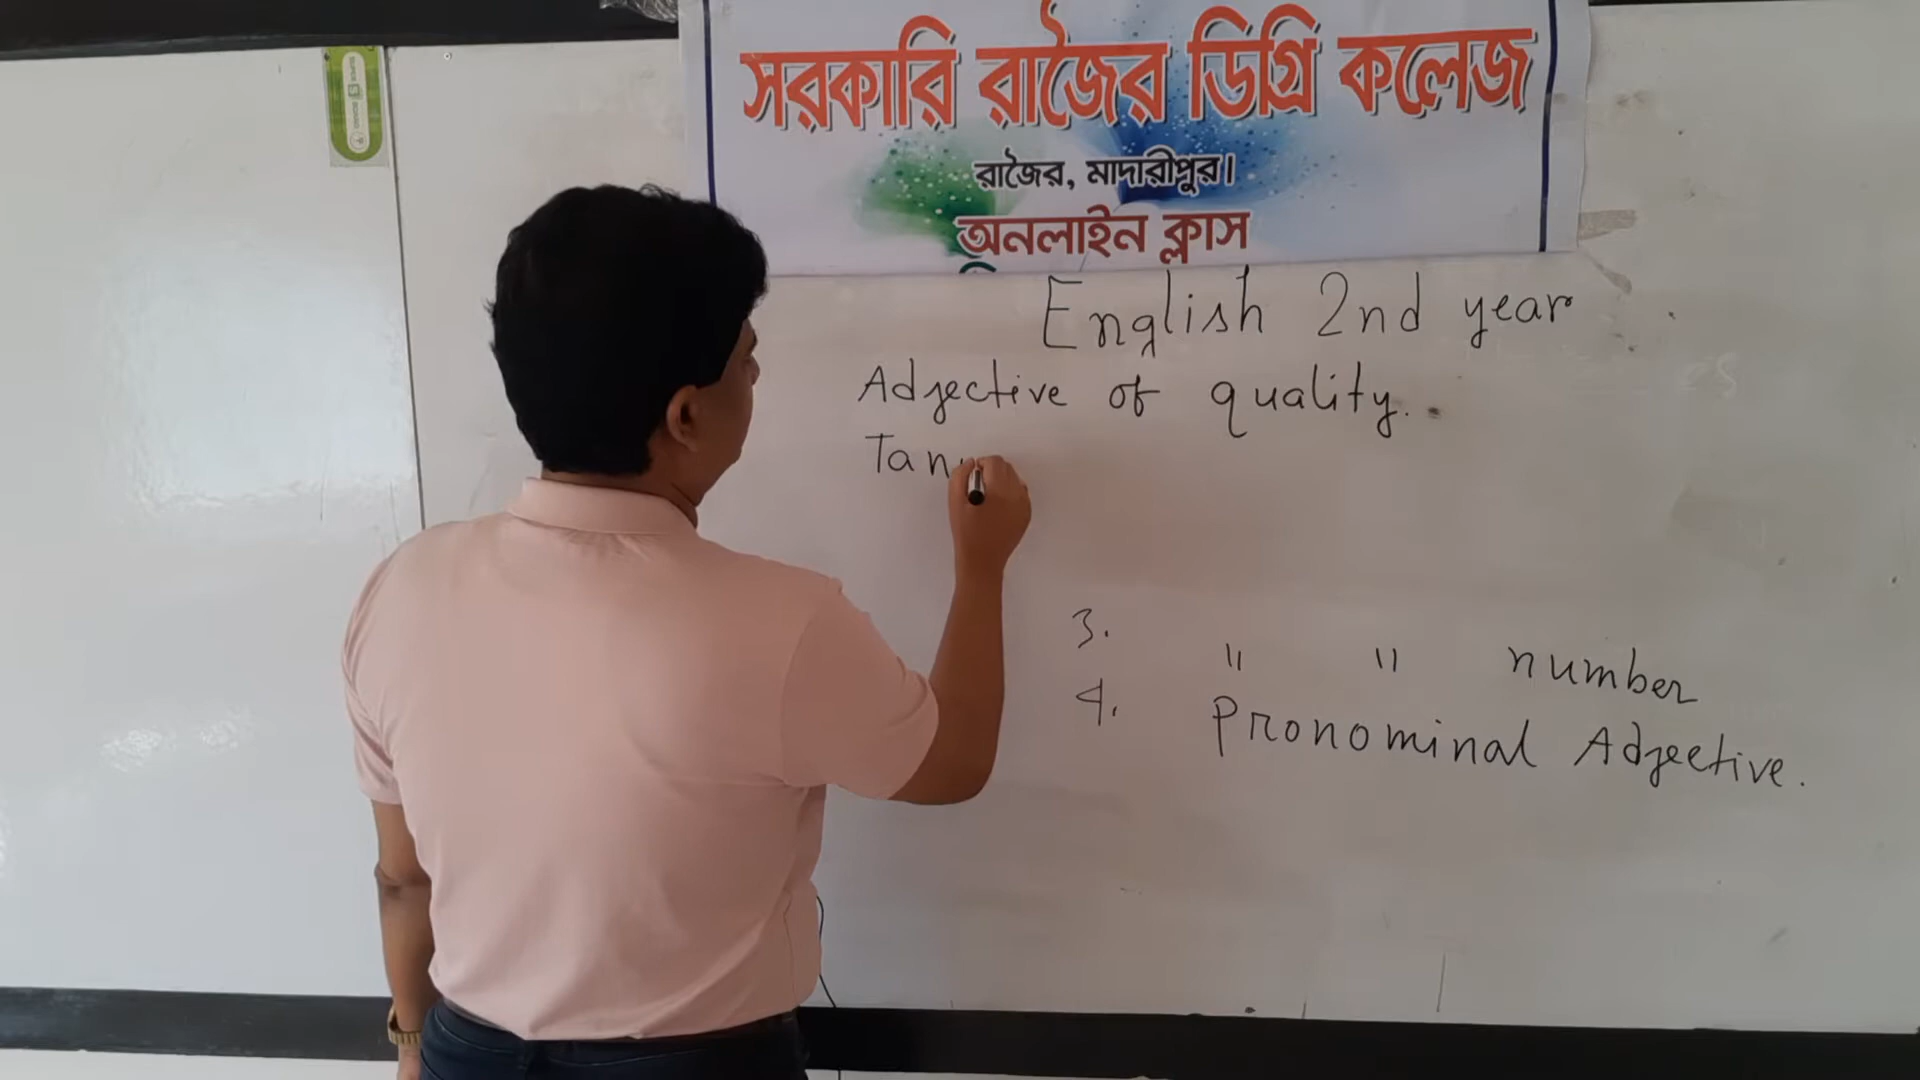 সরকারি রাজৈর ডিগ্রি কলেজ
রাজৈর, মাদারীপুর।
অনলাইন ক্লাস
English 2nd year
Adjective of quality.
Tan
3. " " number
4. Pronominal Adjective.